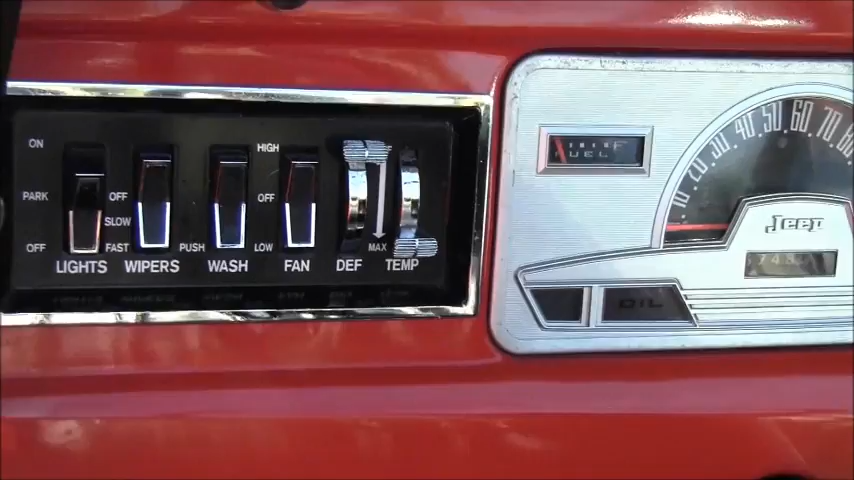 ON
PARK
OFF
LIGHTS
OFF
SLOW
FAST
WIPERS
PUSH
WASH
HIGH
OFF
LOW
FAN
DEF
MAX
TEMP
FUEL
10 20 30 40 50 60 70 80
Jeep
OIL